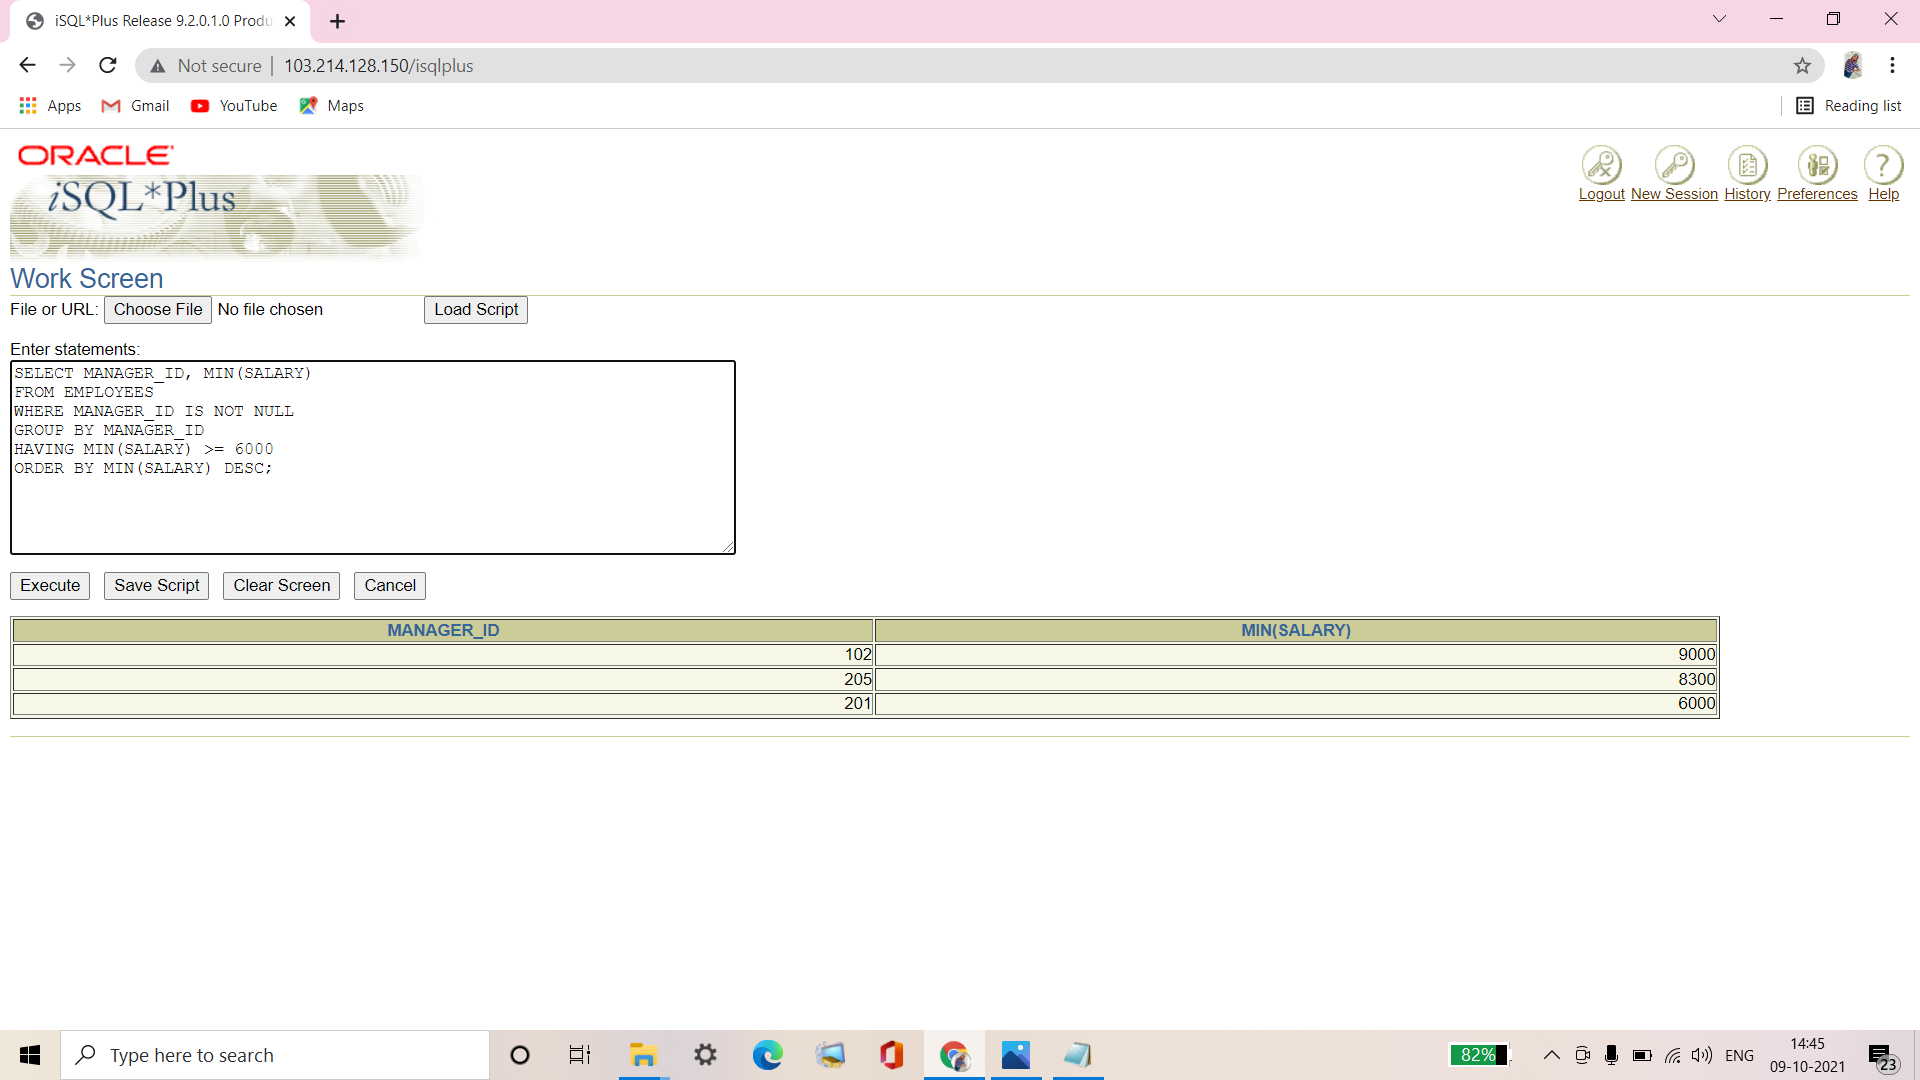 iSQL*Plus Release 9.2.0.1.0 Produ
Not secure | 103.214.128.150/isqlplus
Apps Gmail YouTube Maps Reading list
ORACLE
iSQL*Plus
Logout New Session History Preferences Help
Work Screen
File or URL: Choose File No file chosen Load Script
Enter statements:
SELECT MANAGER_ID, MIN(SALARY)
FROM EMPLOYEES
WHERE MANAGER_ID IS NOT NULL
GROUP BY MANAGER_ID
HAVING MIN(SALARY) >= 6000
ORDER BY MIN(SALARY) DESC;
Execute Save Script Clear Screen Cancel
MANAGER_ID MIN(SALARY)
102 9000
205 8300
201 6000
Type here to search
82%
ENG
14:45
09-10-2021
23